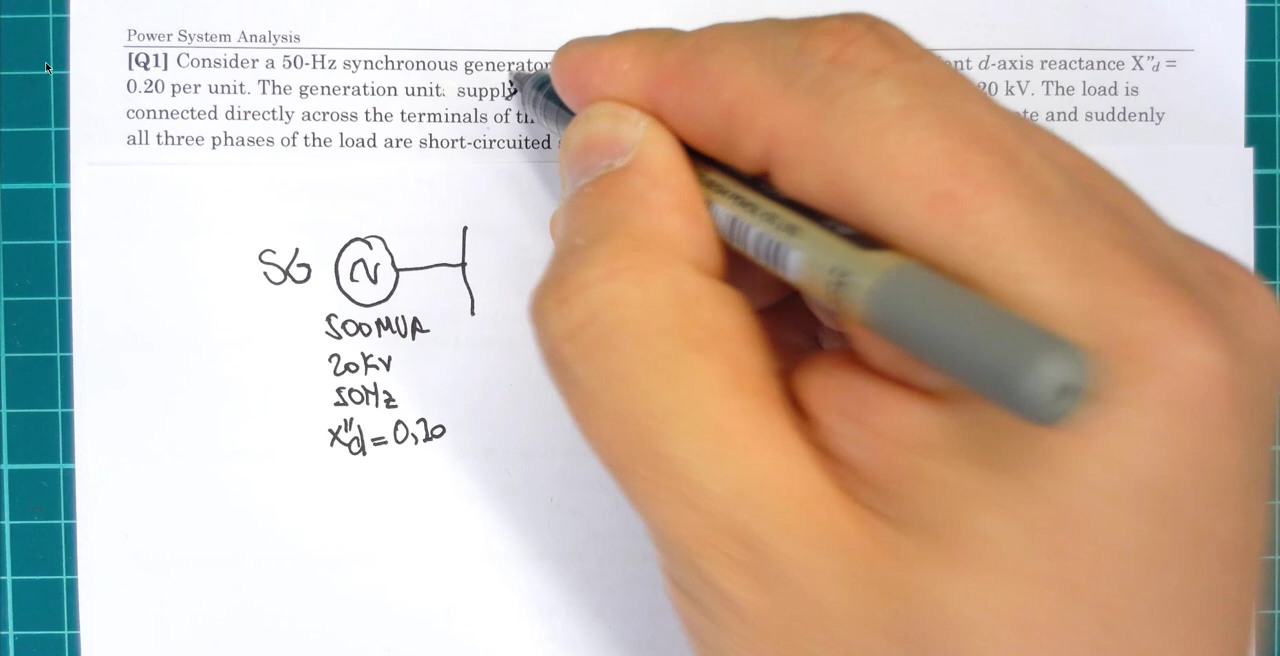 Power System Analysis
[Q1] Consider a 50-Hz synchronous generator d-axis reactance X"d =
0.20 per unit. The generation unit 20 kV. The load is
connected directly across the terminals of and suddenly
all three phases of the load are short-circuited
SG N
500MVA
20KV
50Hz
X"d = 0,20